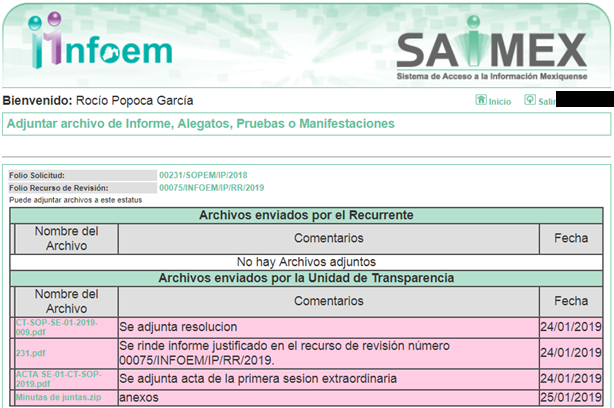 infoem
SAIMEX
Sistema de Acceso a la Información Mexiquense
Bienvenido: Rocío Popoca García
Inicio Salir
Adjuntar archivo de Informe, Alegatos, Pruebas o Manifestaciones
Folio Solicitud: 00231/SOPEM/IP/2018
Folio Recurso de Revisión: 00075/INFOEM/IP/RR/2019
Puede adjuntar archivos a este estatus
Archivos enviados por el Recurrente
Nombre del Archivo Comentarios Fecha
No hay Archivos adjuntos
Archivos enviados por la Unidad de Transparencia
Nombre del Archivo Comentarios Fecha
CT-SOP-SE-01-2019-009.pdf Se adjunta resolucion 24/01/2019
231.pdf Se rinde informe justificado en el recurso de revisión número 00075/INFOEM/IP/RR/2019. 24/01/2019
ACTA SE-01-CT-SOP-2019.pdf Se adjunta acta de la primera sesion extraordinaria 24/01/2019
Minutas de juntas.zip anexos 25/01/2019